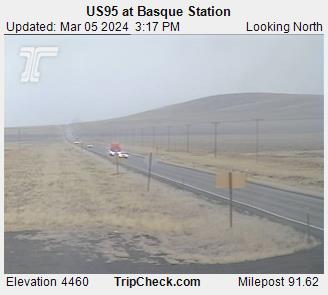 US95 at Basque Station
Updated: Mar 05 2024 3:17 PM Looking North
Elevation 4460 TripCheck.com Milepost 91.62